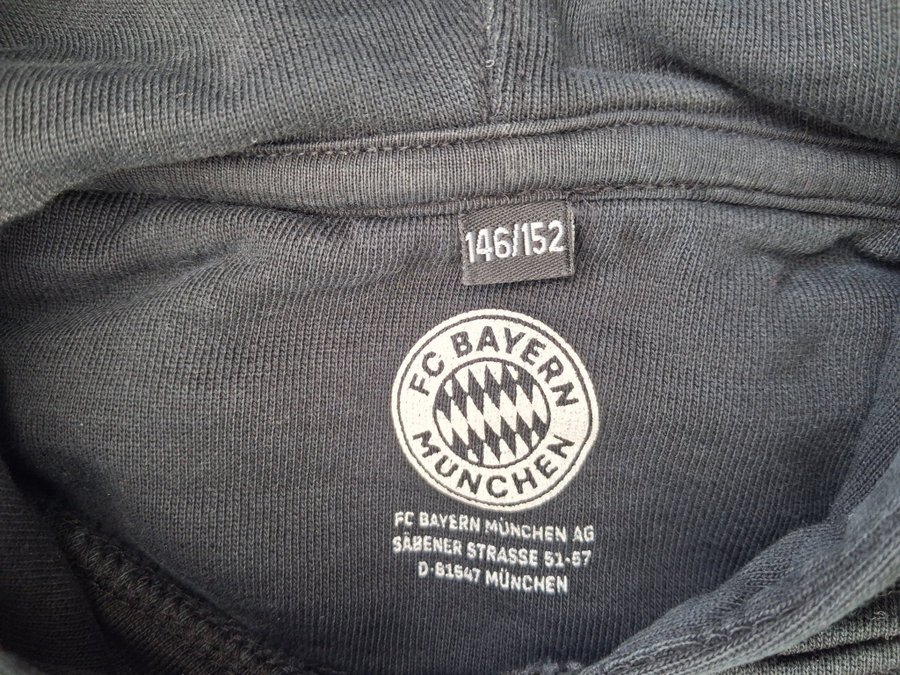 146/152
FC BAYERN
MÜNCHEN
FC BAYERN MÜNCHEN AG
SÄBENER STRASSE 51-57
D-81547 MÜNCHEN